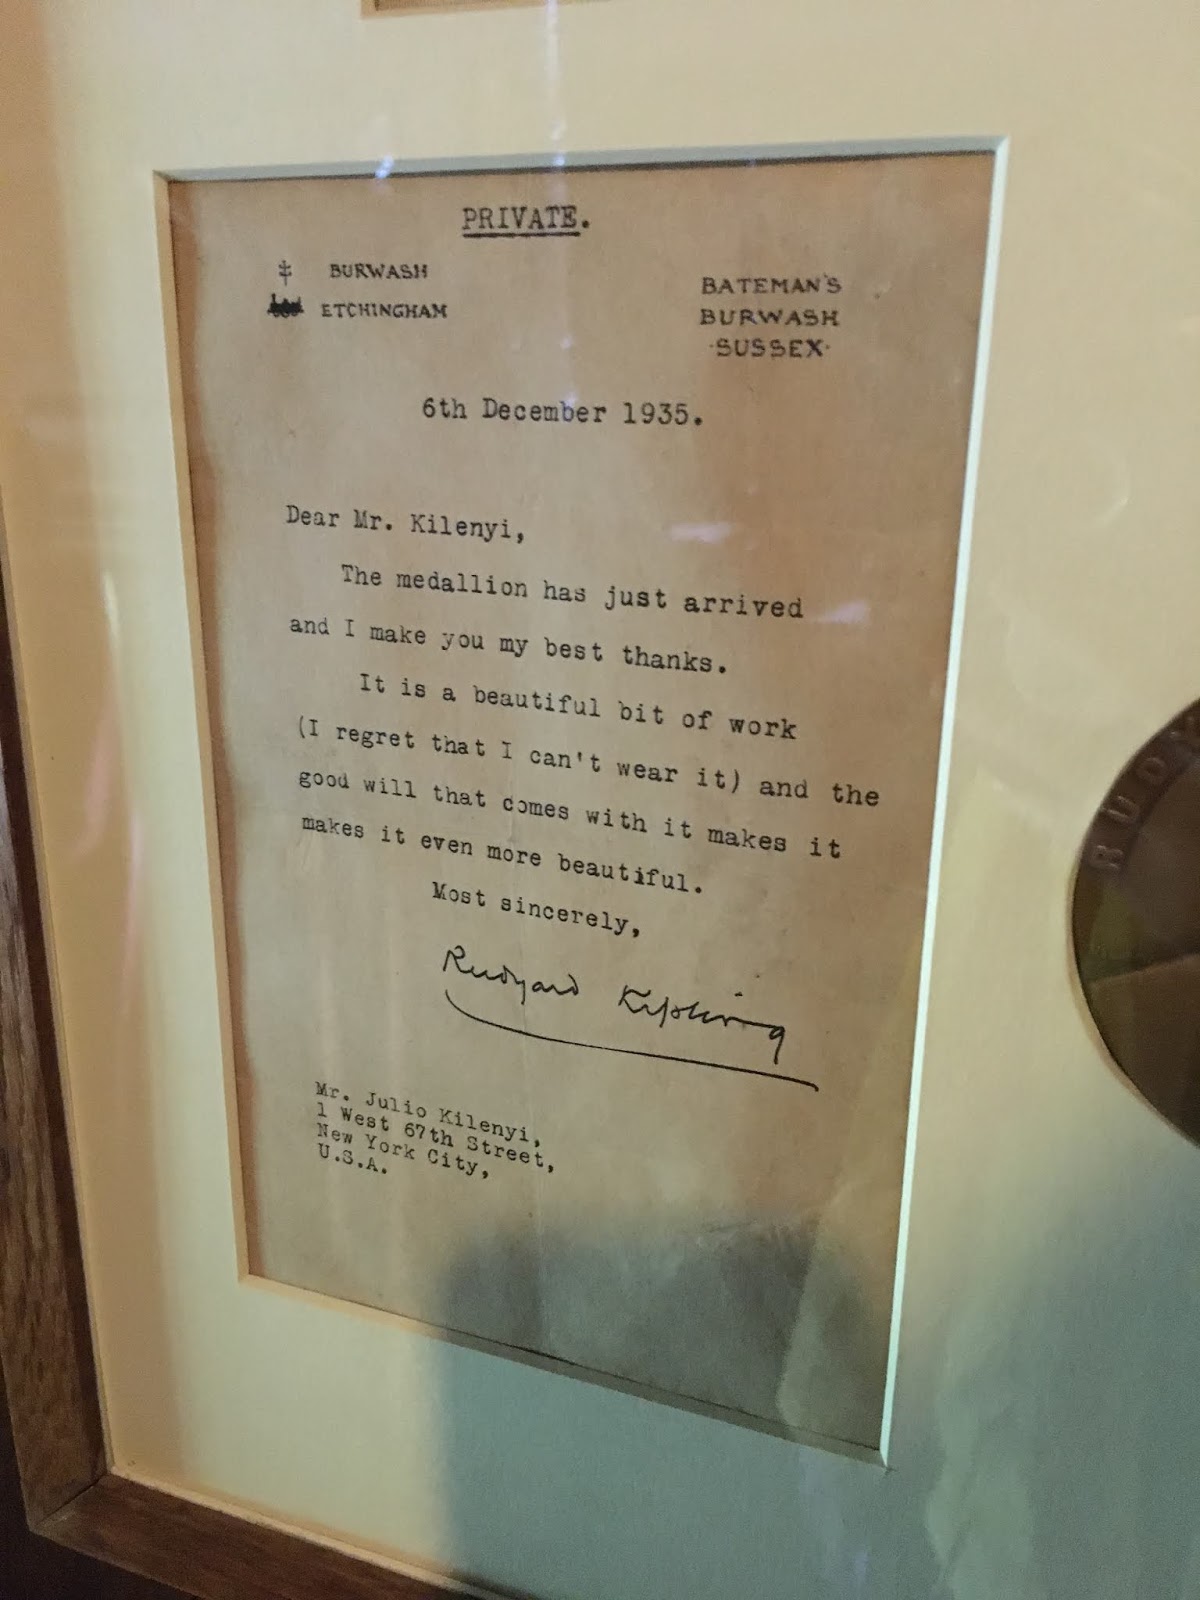 PRIVATE.
BURWASH
ETCHINGHAM
BATEMAN'S
BURWASH
·SUSSEX·
6th December 1935.
Dear Mr. Kilenyi,
The medallion has just arrived
and I make you my best thanks.
It is a beautiful bit of work
(I regret that I can't wear it) and the
good will that comes with it makes it
makes it even more beautiful.
Most sincerely,
Rudyard Kipling
Mr. Julio Kilenyi,
1 West 67th Street,
New York City,
U.S.A.